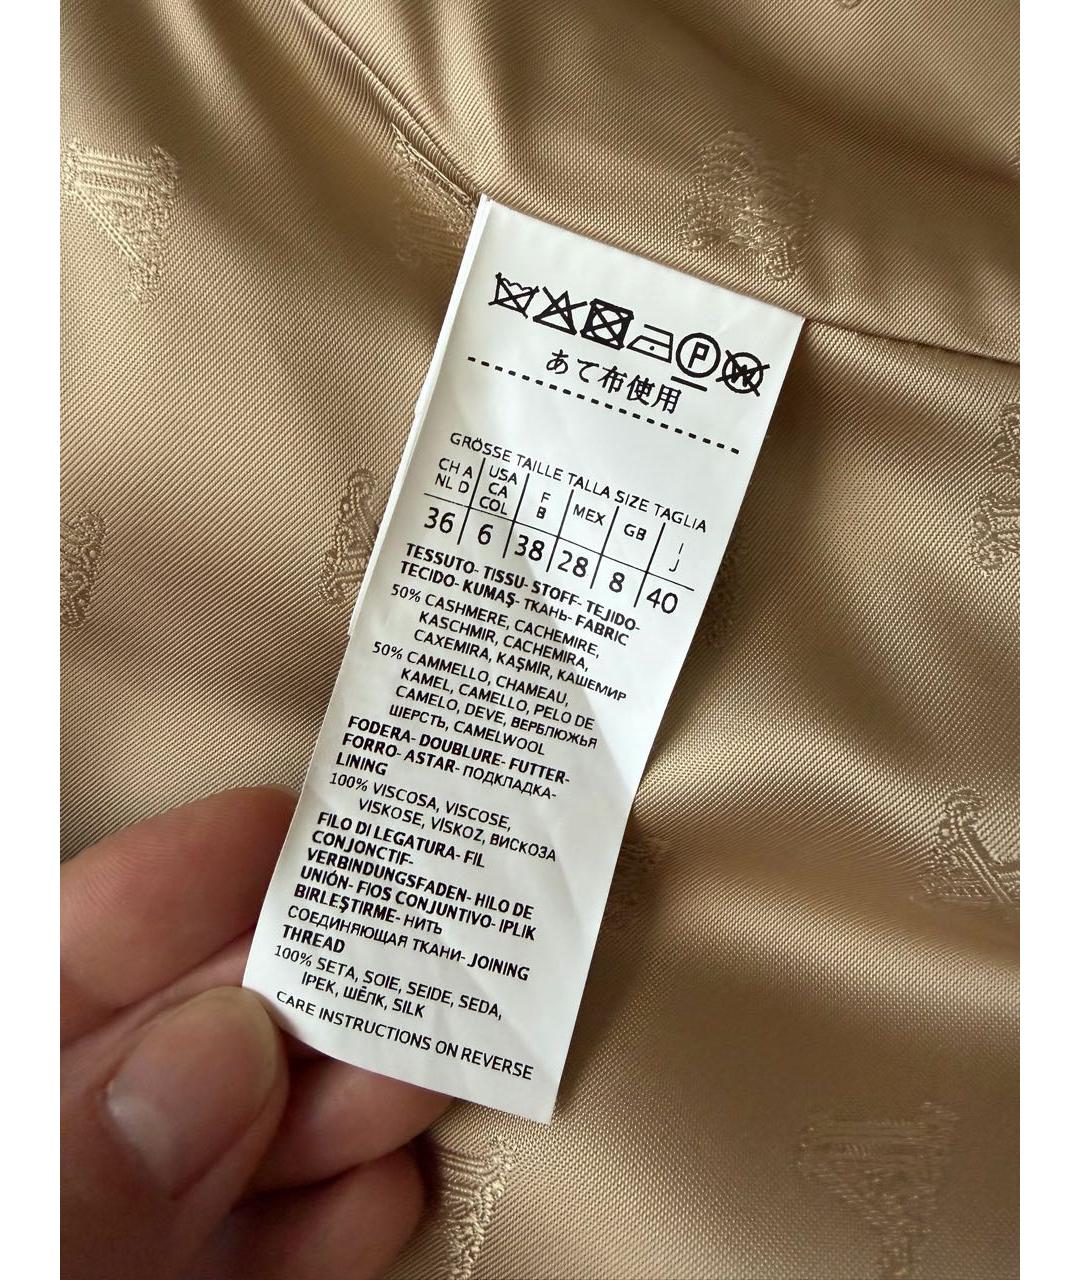 P W
あて布使用
GRÖSSE TAILLE TALLA SIZE TAGLIA
CH A NL D USA CA COL F B MEX GB I J
36 6 38 28 8 40
TESSUTO- TISSU- STOFF- TEJIDO-
TECIDO- KUMAŞ- ТКАНЬ- FABRIC
50% CASHMERE, CACHEMIRE,
KASCHMIR, CACHEMIRA,
CAXEMIRA, KAŞMİR, КАШЕМИР
50% CAMMELLO, CHAMEAU,
KAMEL, CAMELLO, PELO DE
CAMELO, DEVE, ВЕРБЛЮЖЬЯ
ШЕРСТЬ, CAMELWOOL
FODERA- DOUBLURE- FUTTER-
FORRO- ASTAR- ПОДКЛАДКА-
LINING
100% VISCOSA, VISCOSE,
VISKOSE, VISKOZ, ВИСКОЗА
FILO DI LEGATURA- FIL
CONJONCTIF-
VERBINDUNGSFADEN- HILO DE
UNIÓN- FIOS CONJUNTIVO- IPLIK
BIRLEŞTIRME- НИТЬ
СОЕДИНЯЮЩАЯ ТКАНИ- JOINING
THREAD
100% SETA, SOIE, SEIDE, SEDA,
İPEK, ШЁЛК, SILK
CARE INSTRUCTIONS ON REVERSE